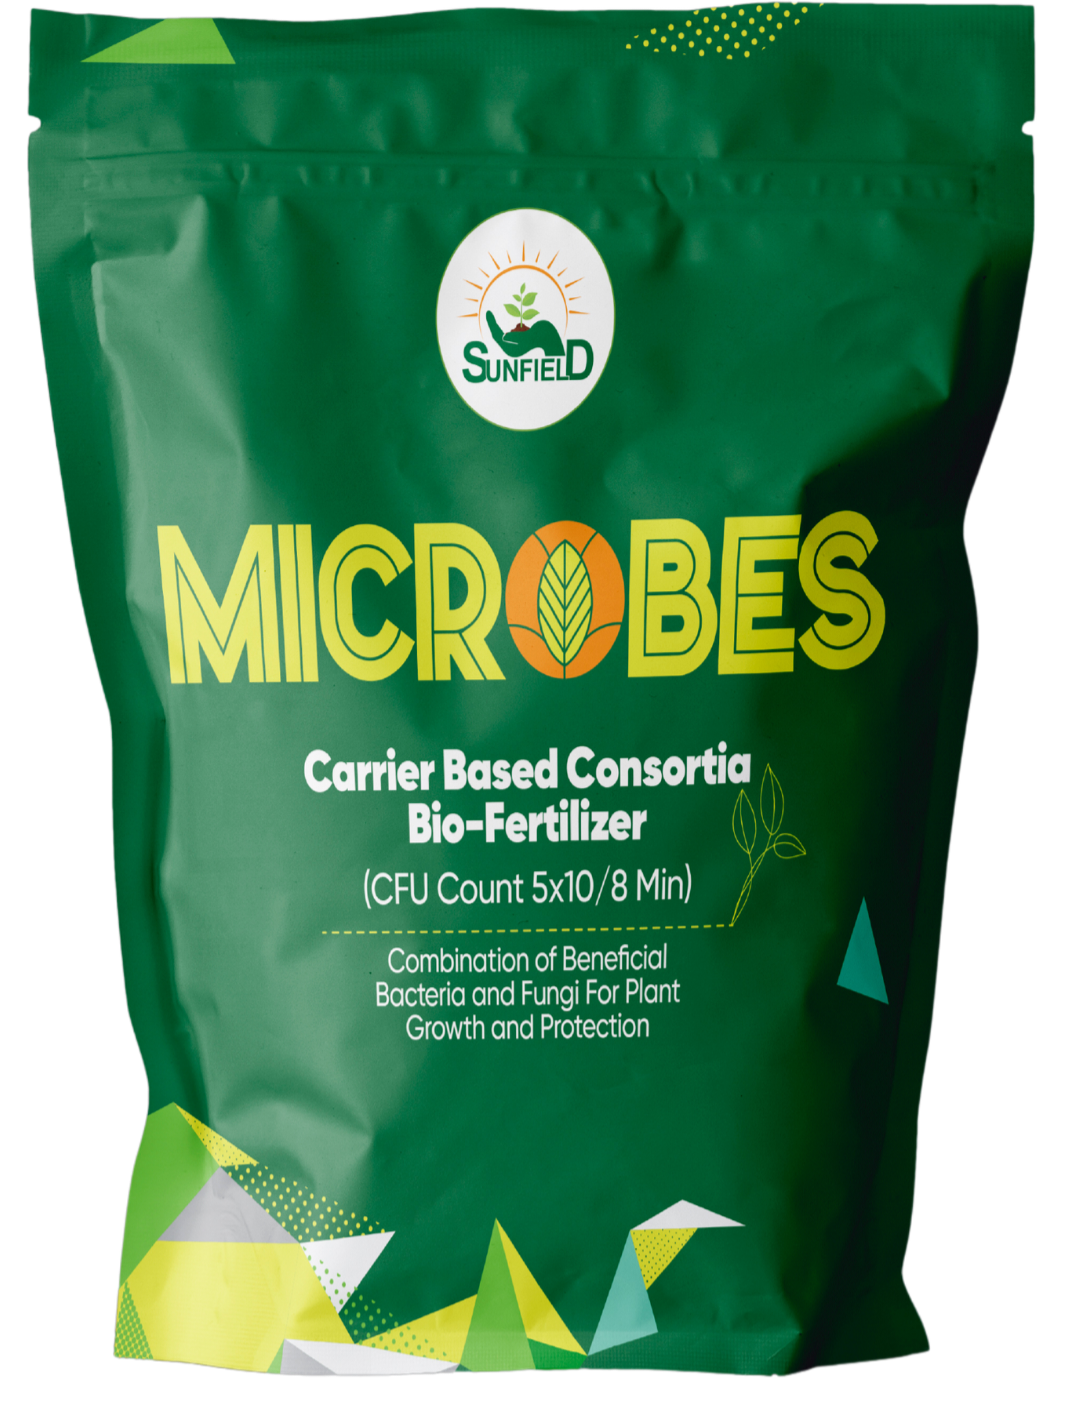 SUNFIELD
MICROBES
Carrier Based Consortia
Bio-Fertilizer
(CFU Count 5x10/8 Min)
Combination of Beneficial
Bacteria and Fungi For Plant
Growth and Protection